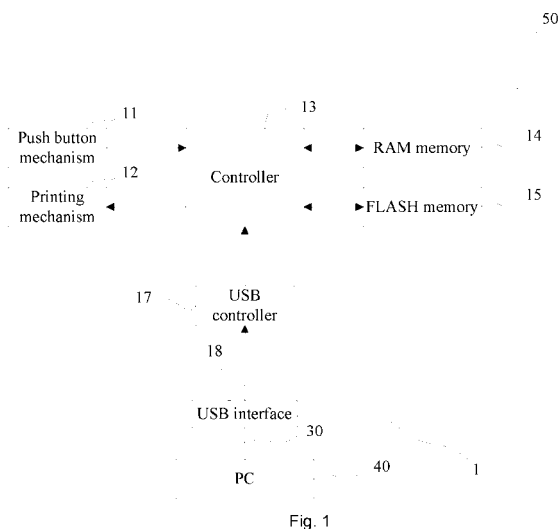 50
11
13
Push button
mechanism
14
RAM memory
12
Controller
Printing
mechanism
15
FLASH memory
17
USB
controller
18
USB interface
30
40
PC
1
Fig. 1